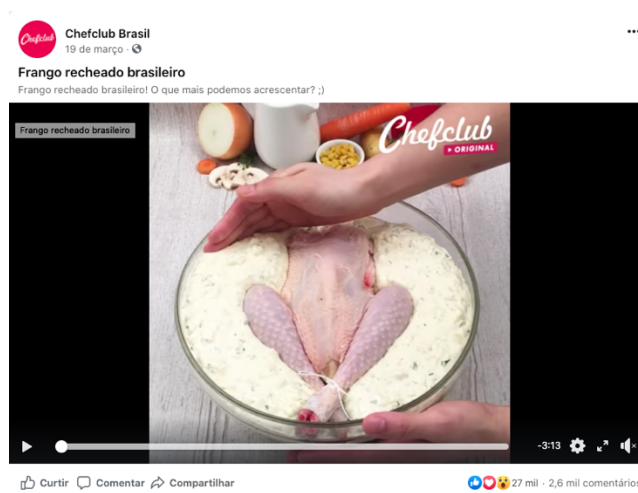 Chefclub
Chefclub Brasil
19 de março ·
Frango recheado brasileiro
Frango recheado brasileiro! O que mais podemos acrescentar? ;)
Frango recheado brasileiro
Chefclub
ORIGINAL
-3:13
Curtir Comentar Compartilhar 27 mil · 2,6 mil comentários